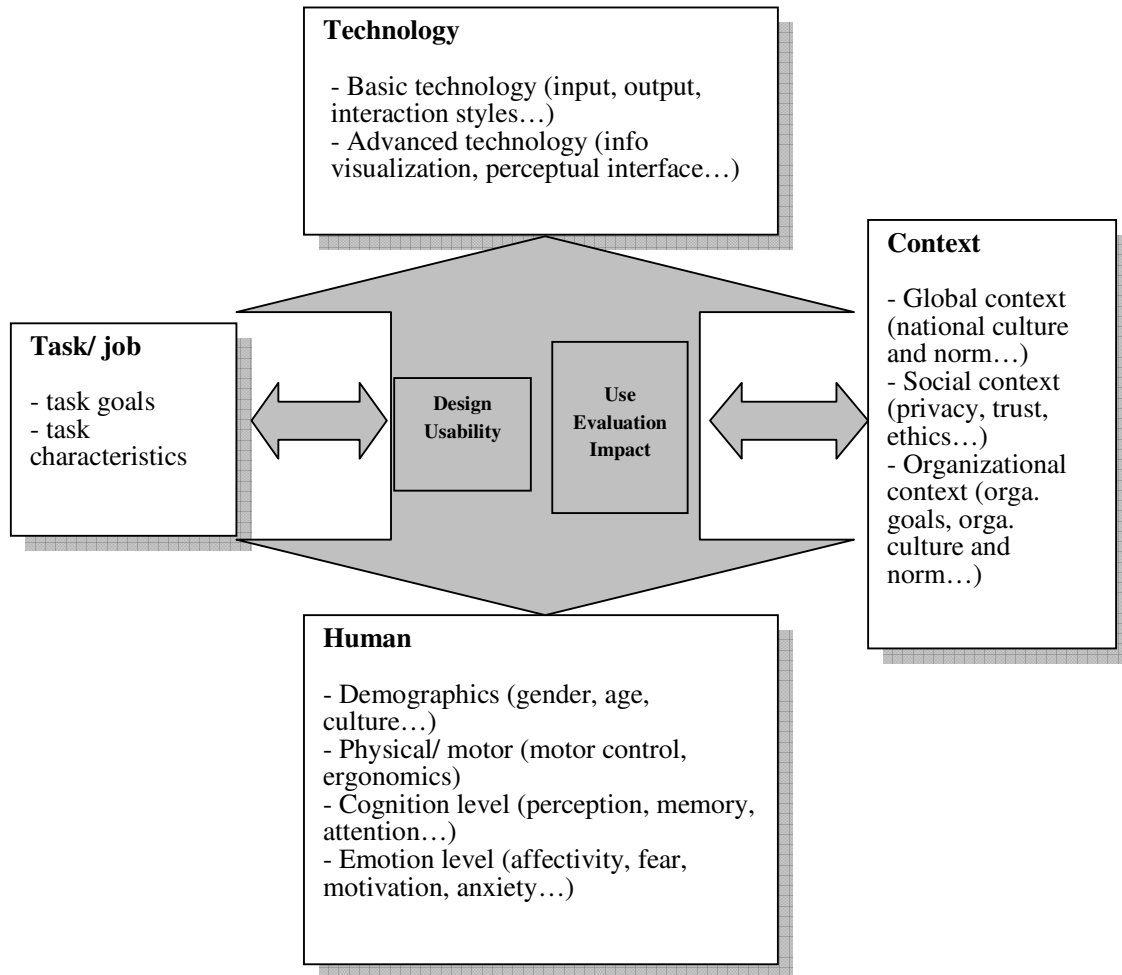 Technology
- Basic technology (input, output,
interaction styles…)
- Advanced technology (info
visualization, perceptual interface…)
Context
- Global context
(national culture
and norm…)
- Social context
(privacy, trust,
ethics…)
- Organizational
context (orga.
goals, orga.
culture and
norm…)
Task/ job
- task goals
- task
characteristics
Design
Usability
Use
Evaluation
Impact
Human
- Demographics (gender, age,
culture…)
- Physical/ motor (motor control,
ergonomics)
- Cognition level (perception, memory,
attention…)
- Emotion level (affectivity, fear,
motivation, anxiety…)